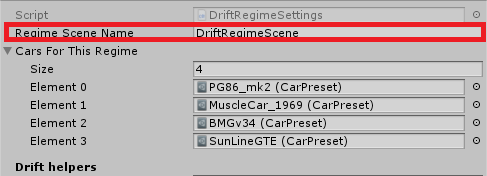 Script DriftRegimeSettings
Regime Scene Name DriftRegimeScene
Cars For This Regime
Size 4
Element 0 PG86_mk2 (CarPreset)
Element 1 MuscleCar_1969 (CarPreset)
Element 2 BMGv34 (CarPreset)
Element 3 SunLineGTE (CarPreset)
Drift helpers